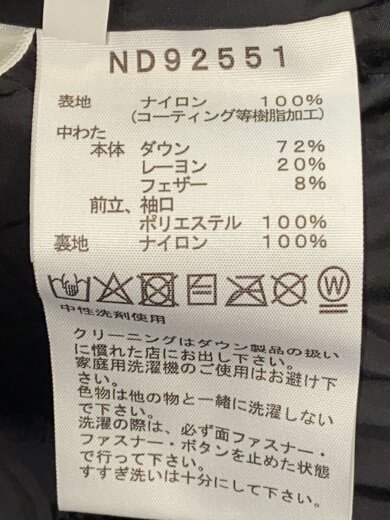 ND92551
表地 ナイロン 100%
(コーティング等樹脂加工)
中わた
本体 ダウン 72%
レーヨン 20%
フェザー 8%
前立、袖口
ポリエステル 100%
裏地 ナイロン 100%
W
中性洗剤使用
クリーニングはダウン製品の扱い
に慣れた店にお出し下さい。
家庭用洗濯機のご使用はお避け下
さい。
色物は他の物と一緒に洗濯しない
で下さい。
洗濯の際は、必ず面ファスナー・
ファスナー・ボタンを止めた状態
で行って下さい。
すすぎ洗いは十分にして下さい。